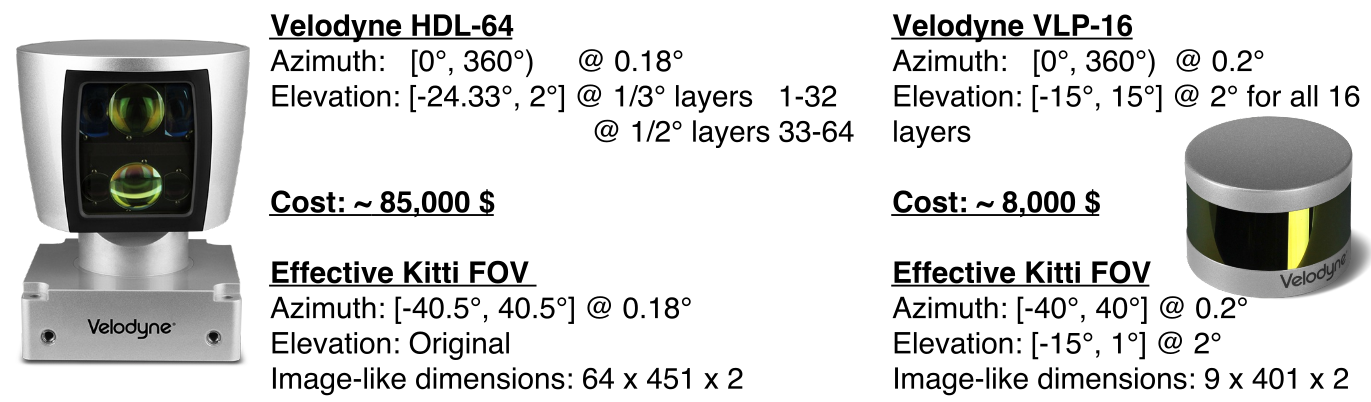 Velodyne HDL-64
Azimuth: [0°, 360°) @ 0.18°
Elevation: [-24.33°, 2°] @ 1/3° layers 1-32
@ 1/2° layers 33-64
Cost: ~ 85,000 $
Effective Kitti FOV
Azimuth: [-40.5°, 40.5°] @ 0.18°
Elevation: Original
Image-like dimensions: 64 x 451 x 2
Velodyne
Velodyne VLP-16
Azimuth: [0°, 360°) @ 0.2°
Elevation: [-15°, 15°] @ 2° for all 16
layers
Cost: ~ 8,000 $
Effective Kitti FOV
Azimuth: [-40°, 40°] @ 0.2°
Elevation: [-15°, 1°] @ 2°
Image-like dimensions: 9 x 401 x 2
Velodyne